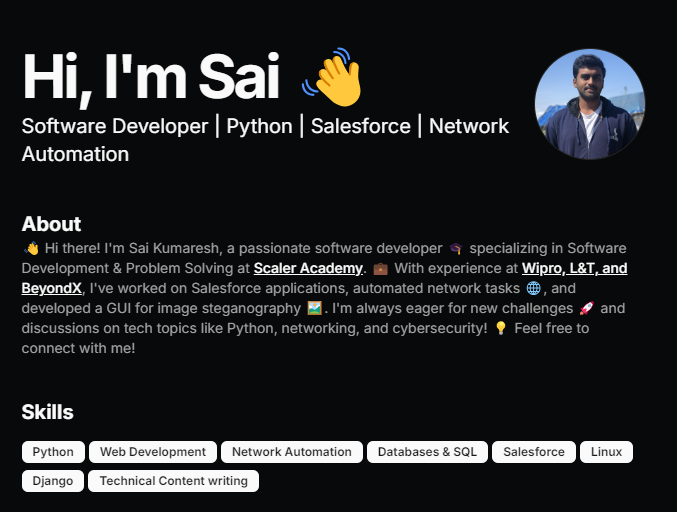 Hi, I'm Sai 👋
Software Developer | Python | Salesforce | Network
Automation
About
👋 Hi there! I'm Sai Kumaresh, a passionate software developer 🎓 specializing in Software
Development & Problem Solving at Scaler Academy. 💼 With experience at Wipro, L&T, and
BeyondX, I've worked on Salesforce applications, automated network tasks 🌐, and
developed a GUI for image steganography 🖼️. I'm always eager for new challenges 🚀 and
discussions on tech topics like Python, networking, and cybersecurity! 💡 Feel free to
connect with me!
Skills
Python Web Development Network Automation Databases & SQL Salesforce Linux
Django Technical Content writing